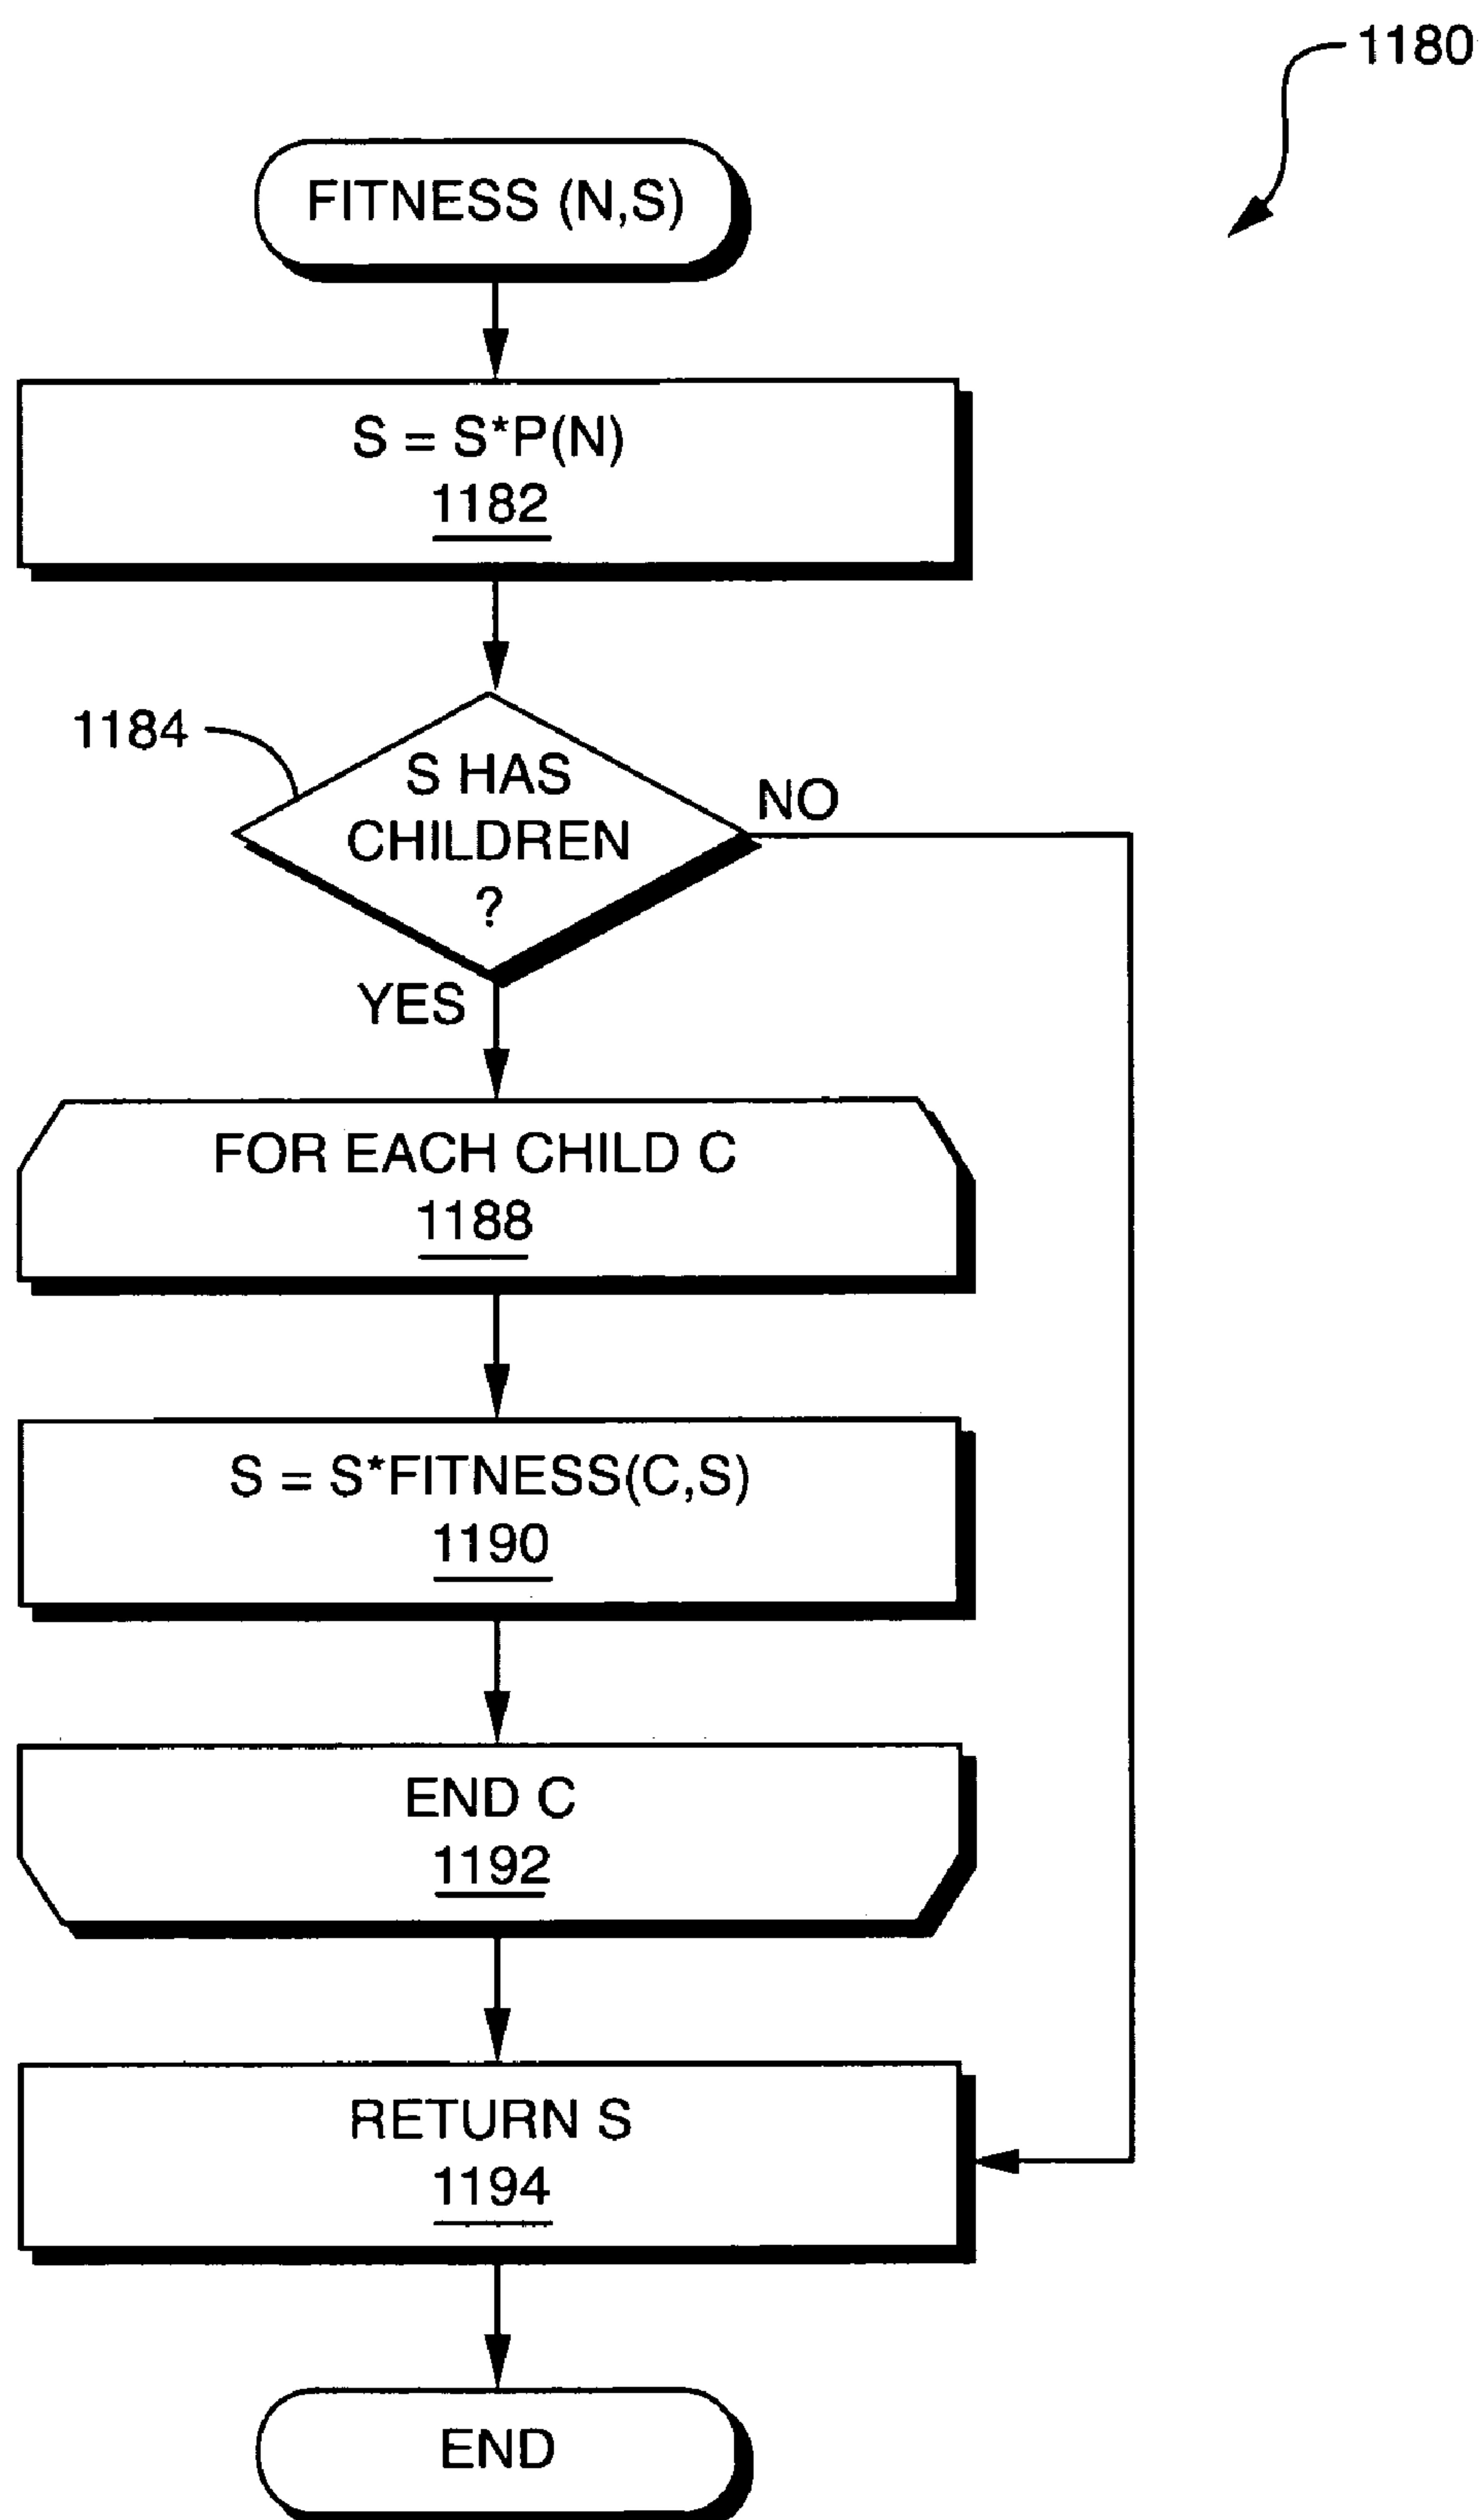 1180
FITNESS (N,S)
S = S*P(N)
1182
1184
S HAS
CHILDREN
?
NO
YES
FOR EACH CHILD C
1188
S = S*FITNESS(C,S)
1190
END C
1192
RETURN S
1194
END